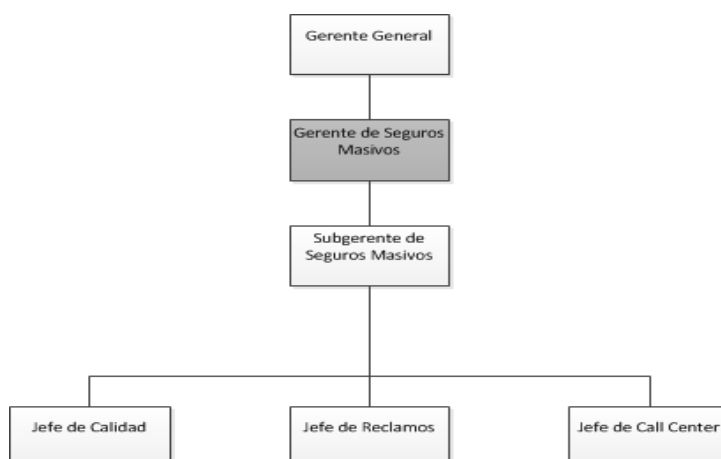 Gerente General
Gerente de Seguros
Masivos
Subgerente de
Seguros Masivos
Jefe de Calidad
Jefe de Reclamos
Jefe de Call Center